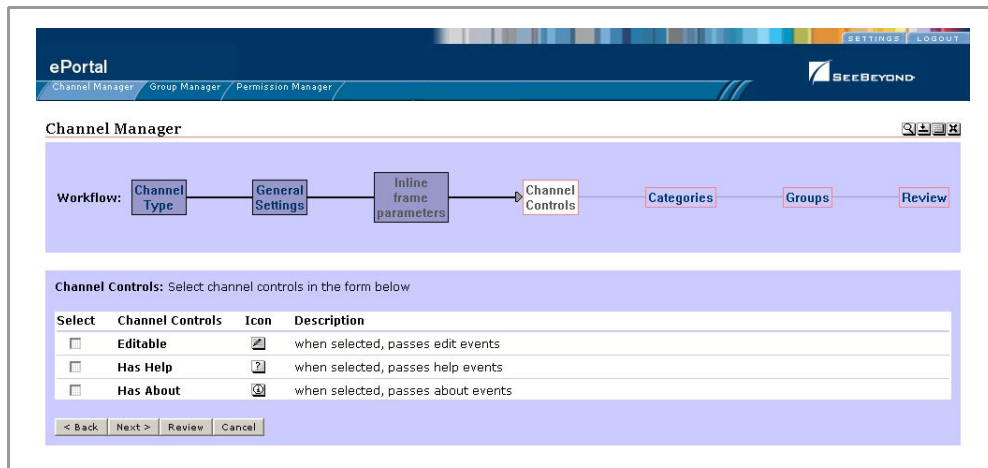 SETTINGS LOGOUT
ePortal
SEEBEYOND
Channel Manager Group Manager Permission Manager
Channel Manager
Workflow: Channel Type General Settings Inline frame parameters Channel Controls Categories Groups Review
Channel Controls: Select channel controls in the form below
Select Channel Controls Icon Description
Editable when selected, passes edit events
Has Help ? when selected, passes help events
Has About when selected, passes about events
< Back Next > Review Cancel